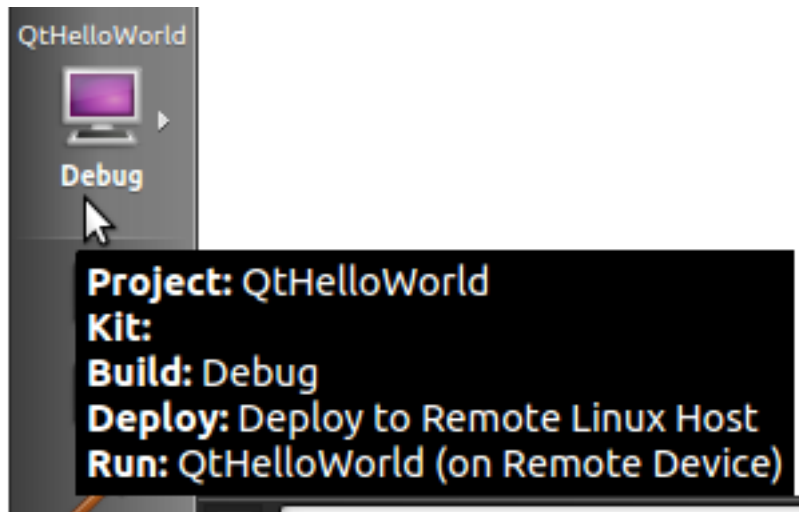 QtHelloWorld
Debug
Project: QtHelloWorld
Kit:
Build: Debug
Deploy: Deploy to Remote Linux Host
Run: QtHelloWorld (on Remote Device)